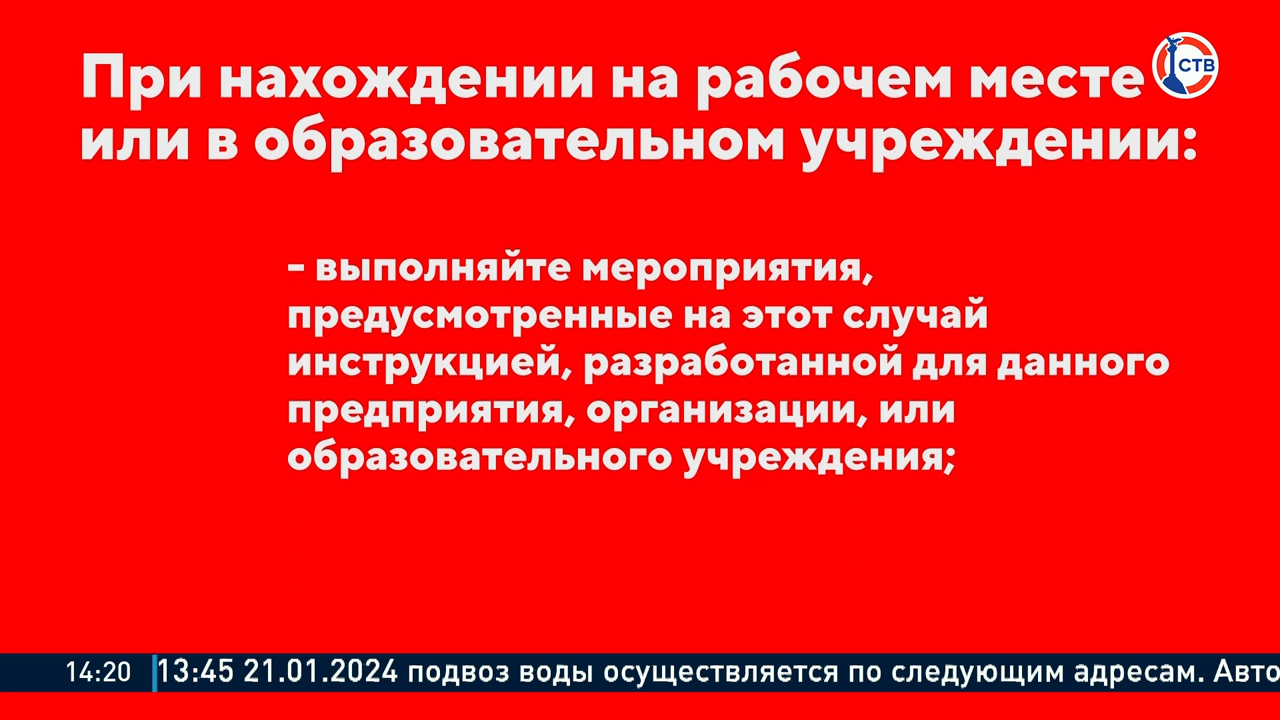 При нахождении на рабочем месте
или в образовательном учреждении:
СТВ
– выполняйте мероприятия,
предусмотренные на этот случай
инструкцией, разработанной для данного
предприятия, организации, или
образовательного учреждения;
14:20 13:45 21.01.2024 подвоз воды осуществляется по следующим адресам. Авто